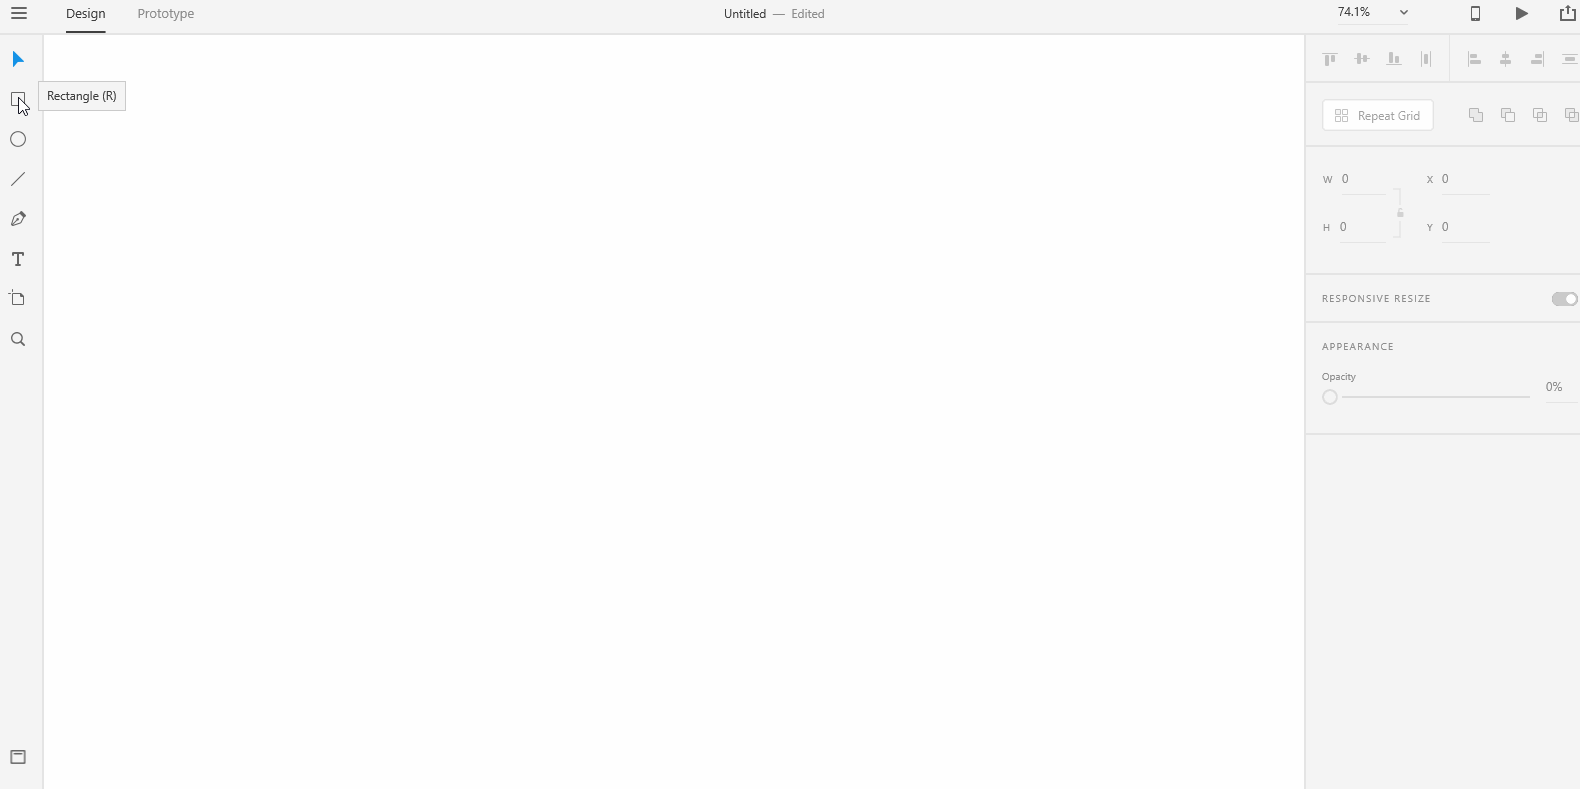 Design Prototype Untitled — Edited 74.1%
Rectangle (R)
Repeat Grid
W 0 X 0
H 0 Y 0
RESPONSIVE RESIZE
APPEARANCE
Opacity
0%